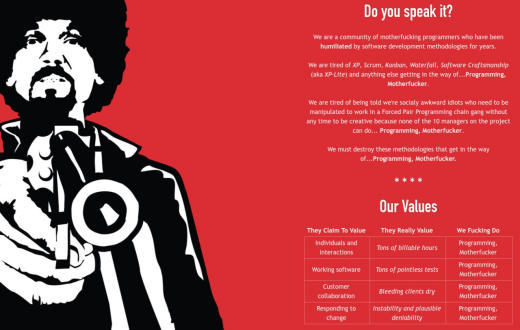 Do you speak it?
We are a community of motherfucking programmers who have been
humiliated by software development methodologies for years.
We are tired of XP, Scrum, Kanban, Waterfall, Software Craftsmanship
(aka XP-Lite) and anything else getting in the way of...Programming,
Motherfucker.
We are tired of being told we're socialy awkward idiots who need to be
manipulated to work in a Forced Pair Programming chain gang without
any time to be creative because none of the 10 managers on the project
can do... Programming, Motherfucker.
We must destroy these methodologies that get in the way
of...Programming, Motherfucker.
* * * *
Our Values
They Claim To Value They Really Value We Fucking Do
Individuals and interactions Tons of billable hours Programming, Motherfucker
Working software Tons of pointless tests Programming, Motherfucker
Customer collaboration Bleeding clients dry Programming, Motherfucker
Responding to change Instability and plausible deniability Programming, Motherfucker